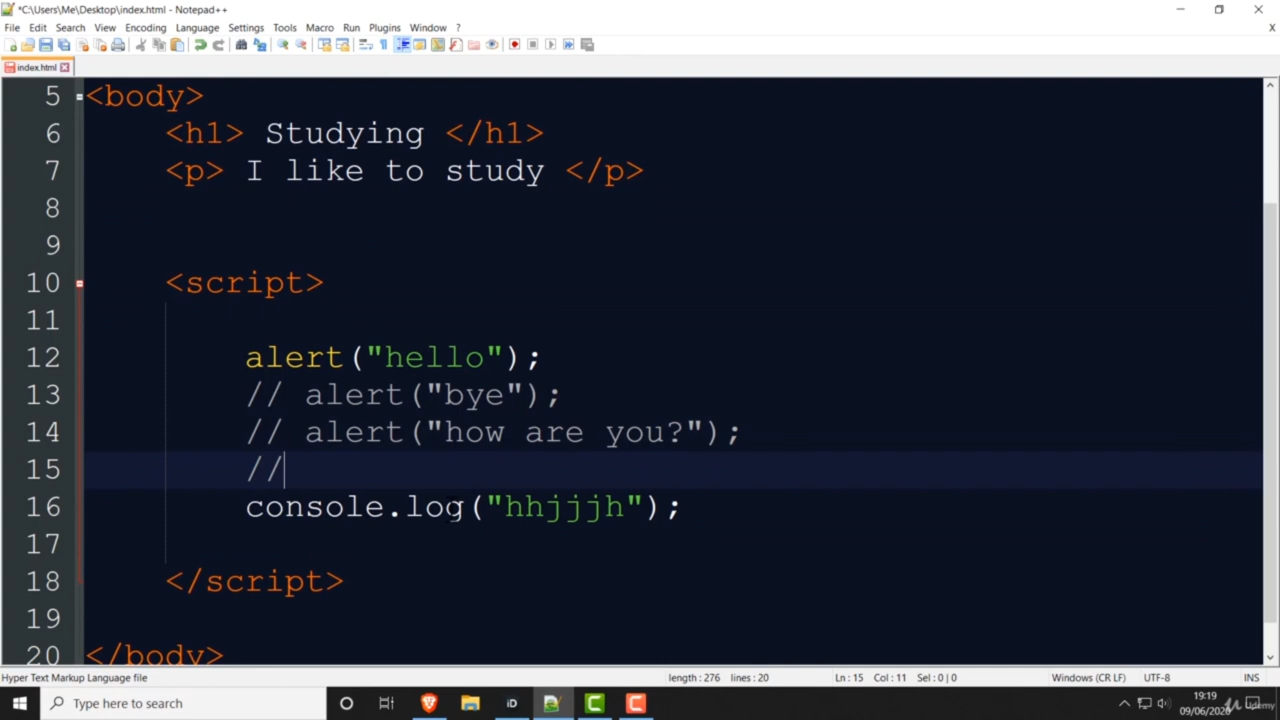 *C:\Users\Me\Desktop\index.html - Notepad++
File Edit Search View Encoding Language Settings Tools Macro Run Plugins Window ?
X
index.html
5 <body>
6 <h1> Studying </h1>
7 <p> I like to study </p>
8
9
10 <script>
11
12 alert("hello");
13 // alert("bye");
14 // alert("how are you?");
15 //
16 console.log("hhjjjh");
17
18 </script>
19
20 </body>
Hyper Text Markup Language file length : 276 lines : 20 Ln : 15 Col : 11 Sel : 0 | 0 Windows (CR LF) UTF-8 INS
Type here to search iD 19:19
09/06/2020 Udemy